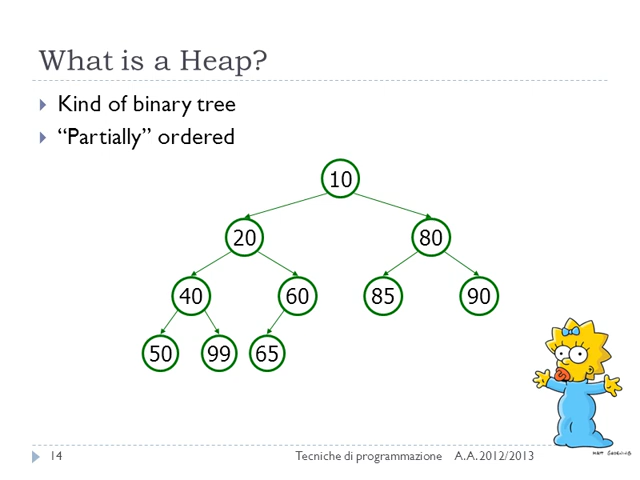 What is a Heap?
Kind of binary tree
“Partially” ordered
10
20 80
40 60 85 90
50 99 65
14 Tecniche di programmazione A.A. 2012/2013